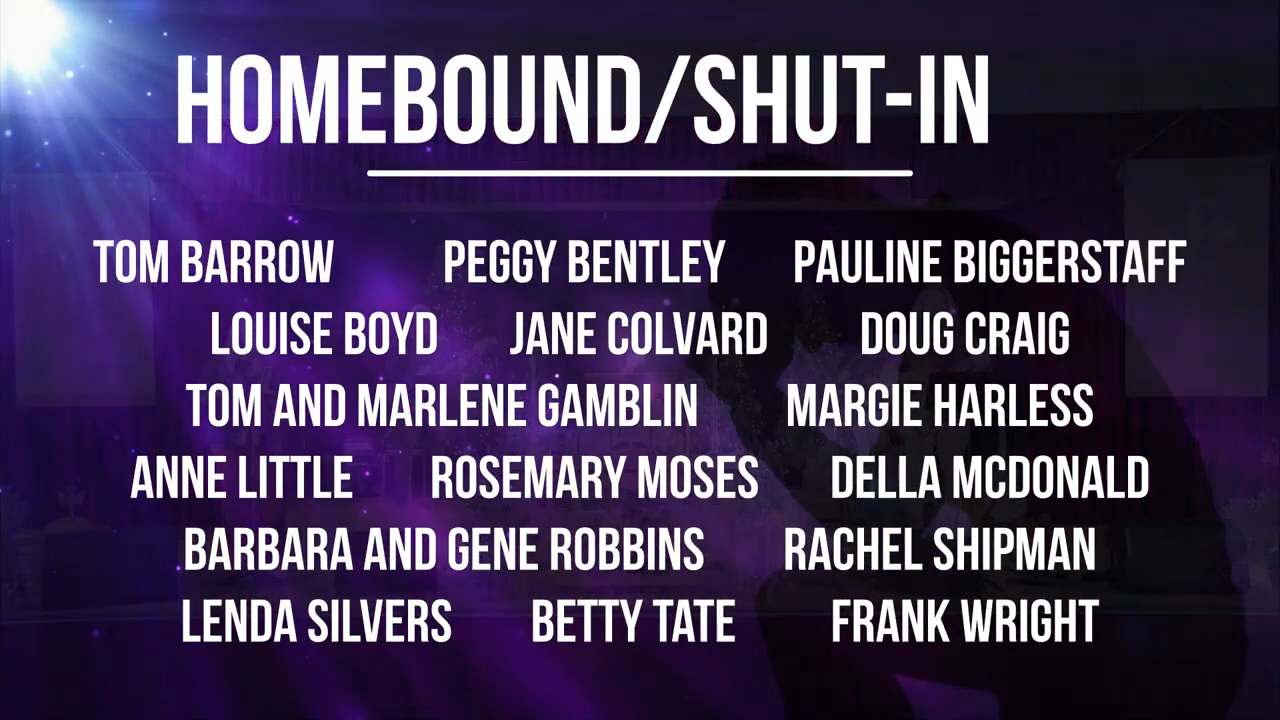 HOMEBOUND/SHUT-IN
TOM BARROW PEGGY BENTLEY PAULINE BIGGERSTAFF
LOUISE BOYD JANE COLVARD DOUG CRAIG
TOM AND MARLENE GAMBLIN MARGIE HARLESS
ANNE LITTLE ROSEMARY MOSES DELLA MCDONALD
BARBARA AND GENE ROBBINS RACHEL SHIPMAN
LENDA SILVERS BETTY TATE FRANK WRIGHT